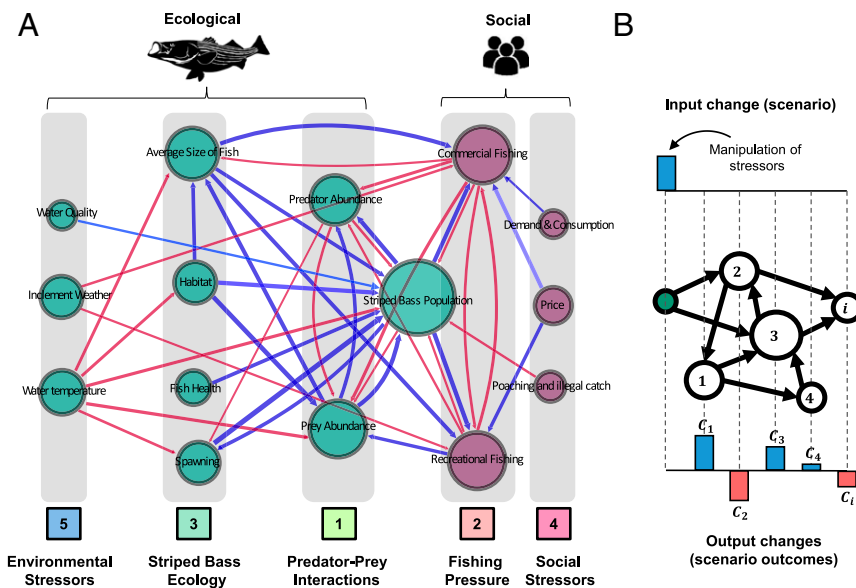 A
Ecological
Social
Average Size of Fish
Commercial Fishing
Predator Abundance
Water Quality
Demand & Consumption
Inclement Weather
Habitat
Striped Bass Population
Price
Water temperature
Fish Health
Poaching and illegal catch
Prey Abundance
Spawning
Recreational Fishing
5
3
1
2
4
Environmental
Stressors
Striped Bass
Ecology
Predator-Prey
Interactions
Fishing
Pressure
Social
Stressors
B
Input change (scenario)
Manipulation of
stressors
2
i
3
1
4
C1
C3
C4
C2
Ci
Output changes
(scenario outcomes)